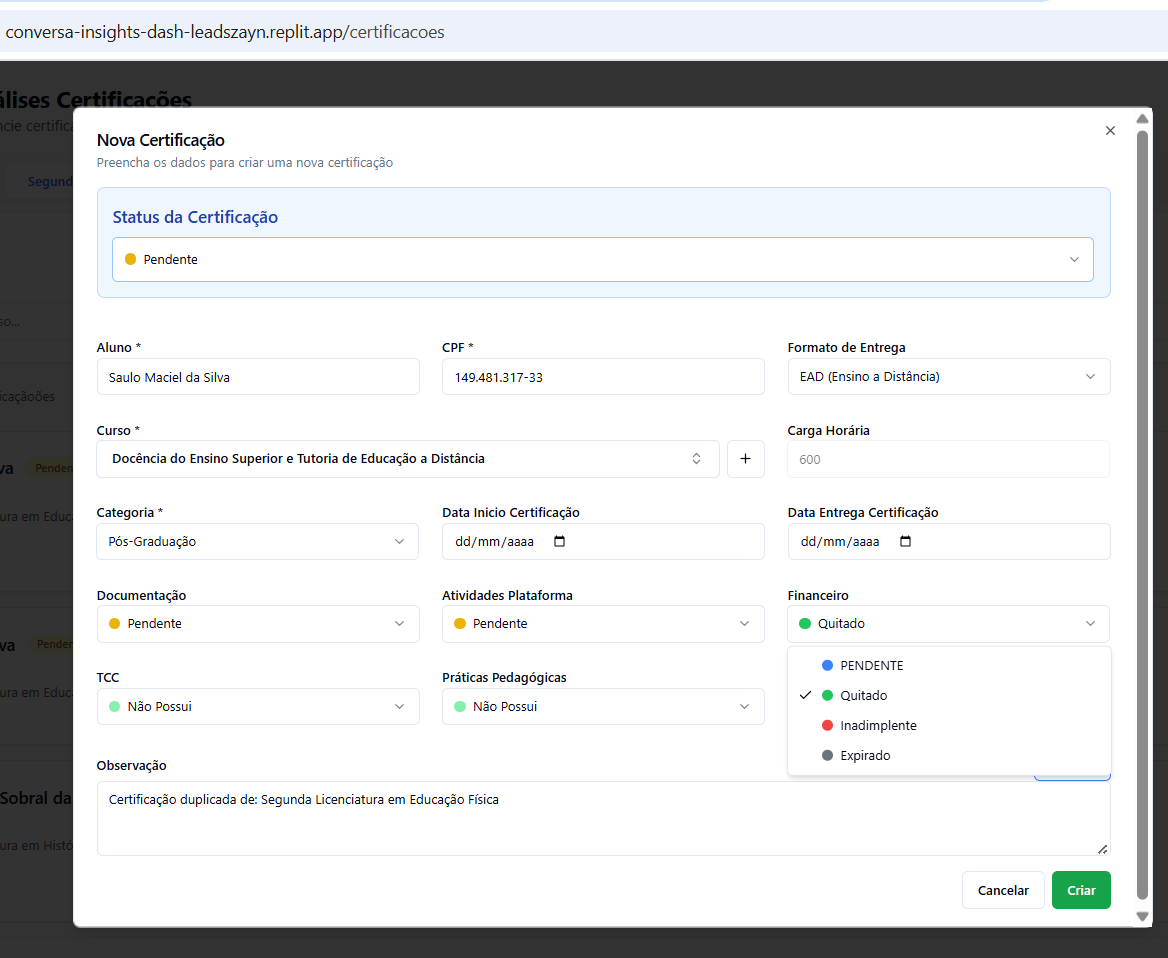 conversa-insights-dash-leadszayn.replit.app/certificacoes
álises Certificações
ncie certifica
Nova Certificação
Preencha os dados para criar uma nova certificação
Segund
Status da Certificação
Pendente
so...
Aluno *
CPF *
Formato de Entrega
Saulo Maciel da Silva
149.481.317-33
EAD (Ensino a Distância)
icaçãoões
Curso *
Carga Horária
Docência do Ensino Superior e Tutoria de Educação a Distância
+
600
va
Penden
Categoria *
Data Inicio Certificação
Data Entrega Certificação
ura em Educa
Pós-Graduação
dd/mm/aaaa
dd/mm/aaaa
Documentação
Atividades Plataforma
Financeiro
Pendente
Pendente
Quitado
va
Penden
PENDENTE
TCC
Práticas Pedagógicas
ura em Educa
Não Possui
Não Possui
Quitado
Inadimplente
Expirado
Observação
Sobral da
Certificação duplicada de: Segunda Licenciatura em Educação Física
ura em Histó
Cancelar
Criar